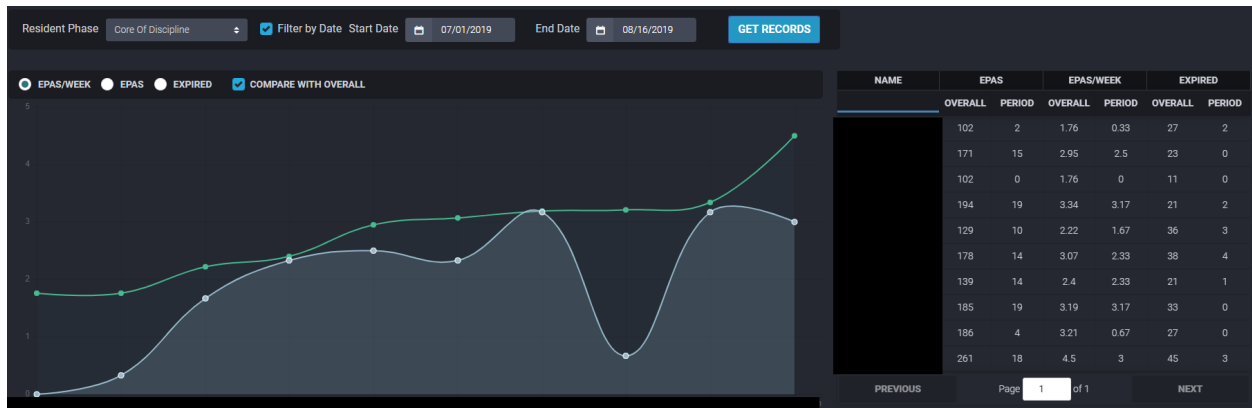 Resident Phase Core Of Discipline Filter by Date Start Date 07/01/2019 End Date 08/16/2019 GET RECORDS
EPAS/WEEK EPAS EXPIRED COMPARE WITH OVERALL
5
4
3
2
1
0
NAME EPAS EPAS/WEEK EXPIRED
OVERALL PERIOD OVERALL PERIOD OVERALL PERIOD
102 2 1.76 0.33 27 2
171 15 2.95 2.5 23 0
102 0 1.76 0 11 0
194 19 3.34 3.17 21 2
129 10 2.22 1.67 36 3
178 14 3.07 2.33 38 4
139 14 2.4 2.33 21 1
185 19 3.19 3.17 33 0
186 4 3.21 0.67 27 0
261 18 4.5 3 45 3
PREVIOUS Page 1 of 1 NEXT